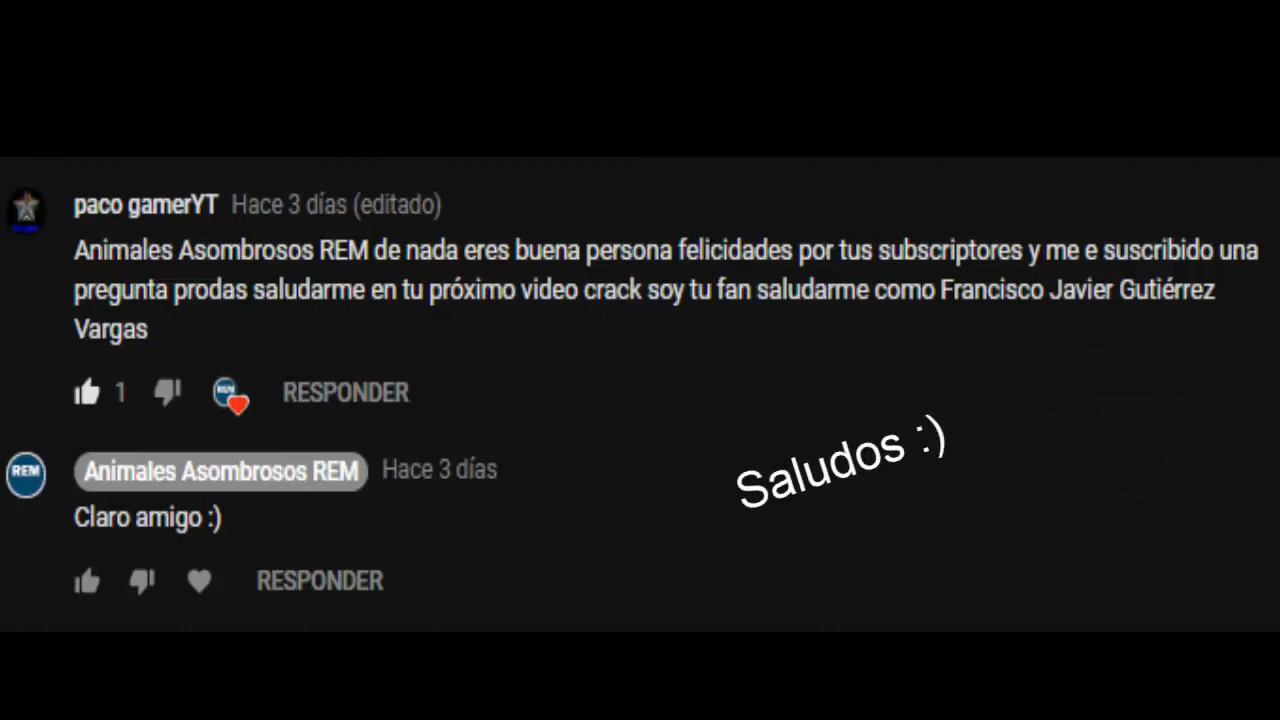 paco gamerYT Hace 3 días (editado)
Animales Asombrosos REM de nada eres buena persona felicidades por tus subscriptores y me e suscribido una
pregunta prodas saludarme en tu próximo video crack soy tu fan saludarme como Francisco Javier Gutiérrez
Vargas
1 REM RESPONDER
REM Animales Asombrosos REM Hace 3 días
Claro amigo :)
Saludos :)
RESPONDER